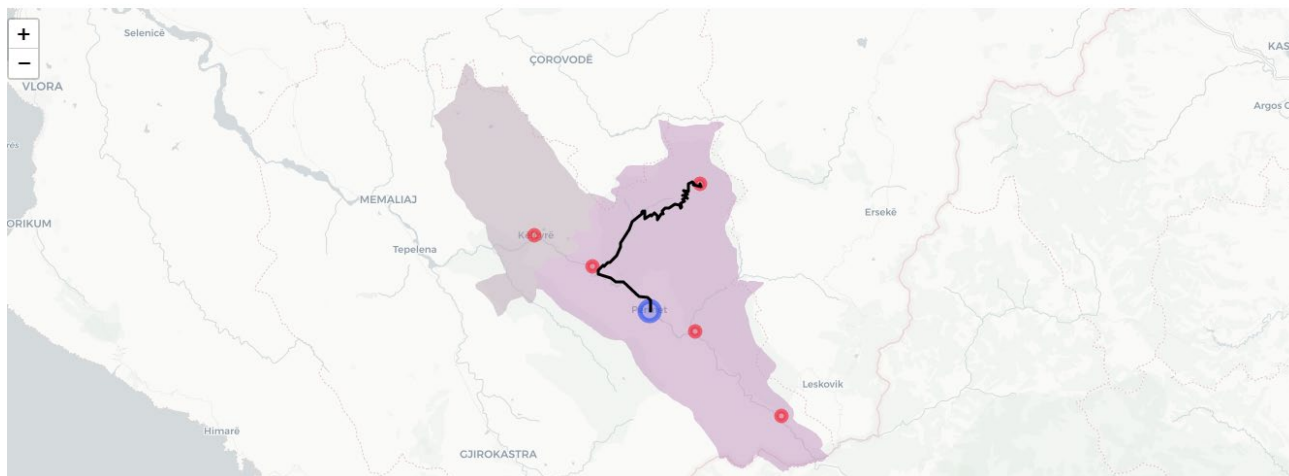 +
−
Selenicë
ÇOROVODË
KAS
VLORA
Argos O
MEMALIAJ
Ersekë
ORIKUM
Tepelena
Leskovik
Himarë
GJIROKASTRA